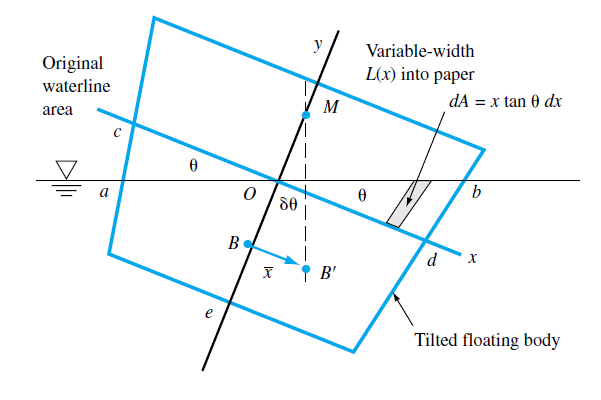 y
Variable-width
L(x) into paper
Original
waterline
area
dA = x tan θ dx
M
c
θ
a
O
δθ
θ
b
B
x̅
B′
d
x
e
Tilted floating body